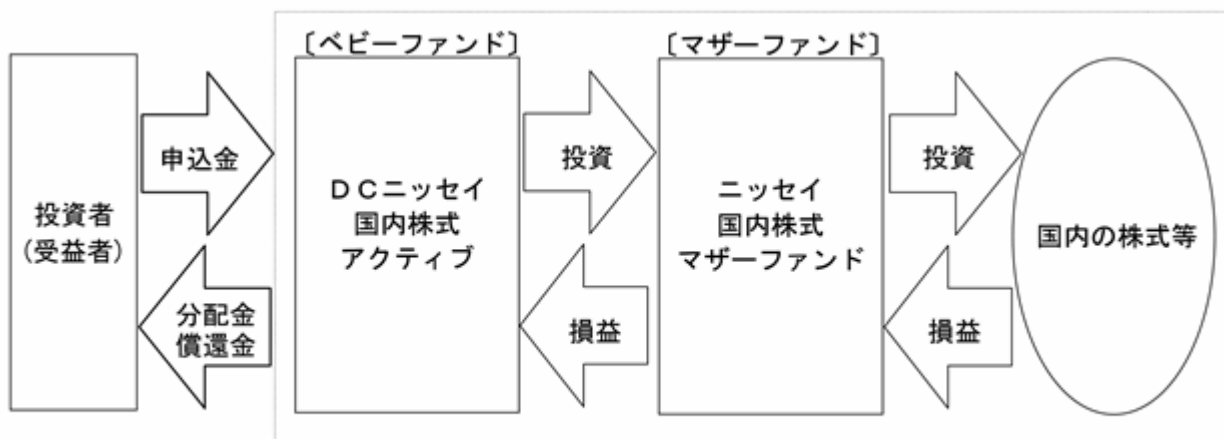 〔ベビーファンド〕
〔マザーファンド〕
投資者
(受益者)
申込金
分配金
償還金
ＤＣニッセイ
国内株式
アクティブ
投資
損益
ニッセイ
国内株式
マザーファンド
投資
損益
国内の株式等